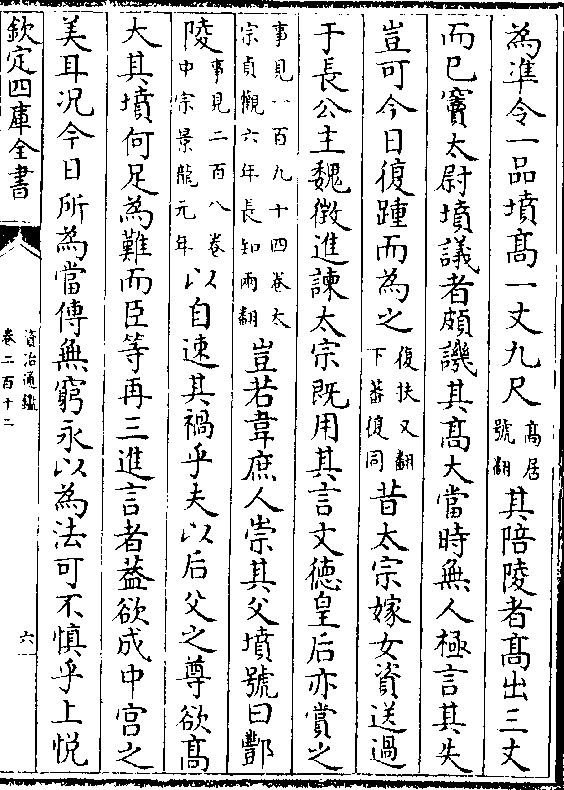 為準令一品墳高一丈九尺高居號翻其陪陵者高出三丈
而已竇太尉墳議者頗譏其高大當時無人極言其失
豈可今日復踵而為之復扶又翻下蓋復同昔太宗嫁女資送過
于長公主魏徵進諫太宗既用其言文德皇后亦賞之
事見一百九十四卷太宗貞觀六年長知兩翻豈若韋庶人崇其父墳號曰酆
陵事見二百八卷中宗景龍元年以自速其禍乎夫以后父之尊欲高
大其墳何足為難而臣等再三進言者蓋欲成中宮之
美耳况今日所為當傳無窮永以為法可不慎乎上悅
欽定四庫全書
資治通鑑
卷二百十二
六